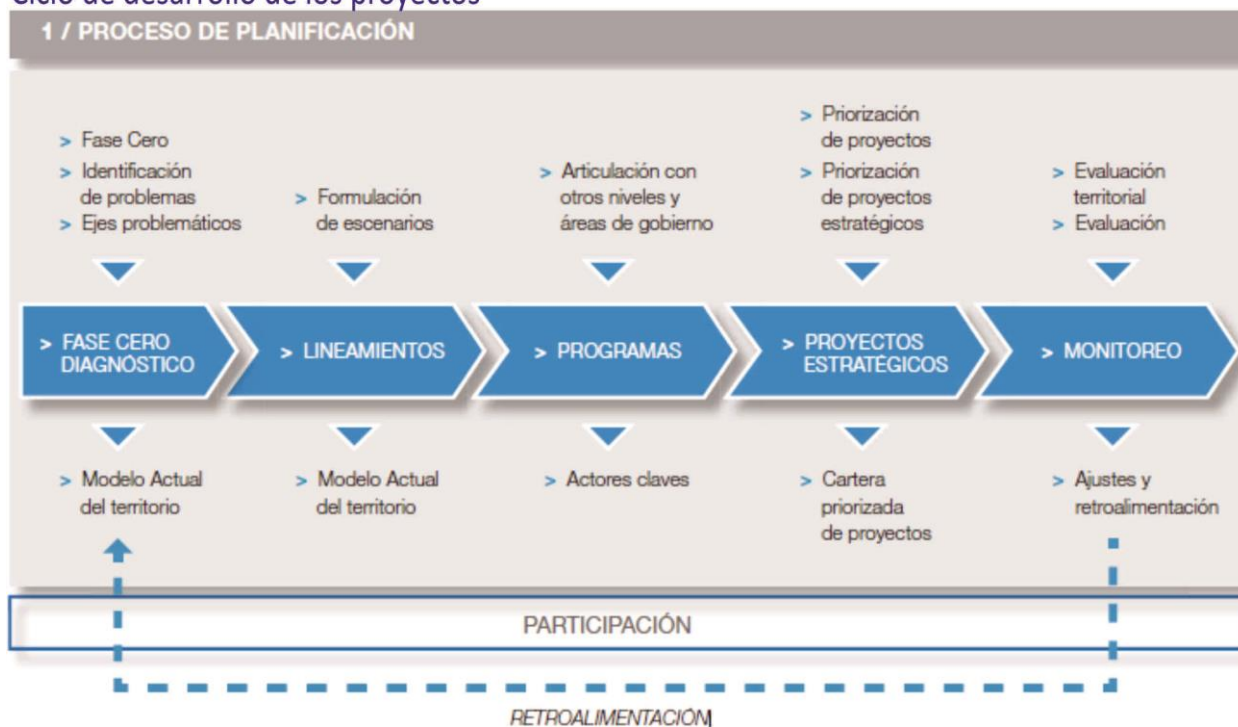 Ciclo de desarrollo de los proyectos
1 / PROCESO DE PLANIFICACIÓN
> Fase Cero
> Identificación
de problemas
> Ejes problemáticos
> Formulación
de escenarios
> Articulación con
otros niveles y
áreas de gobierno
> Priorización
de proyectos
> Priorización
de proyectos
estratégicos
> Evaluación
territorial
> Evaluación
> FASE CERO
DIAGNÓSTICO
> LINEAMIENTOS
> PROGRAMAS
> PROYECTOS
ESTRATÉGICOS
> MONITOREO
> Modelo Actual
del territorio
> Modelo Actual
del territorio
> Actores claves
> Cartera
priorizada
de proyectos
> Ajustes y
retroalimentación
PARTICIPACIÓN
RETROALIMENTACIÓN